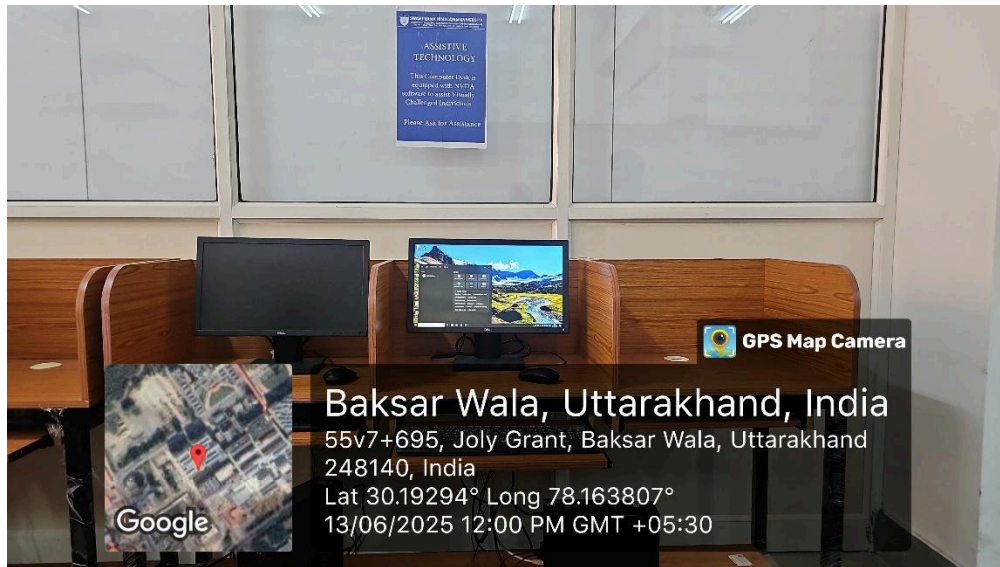 ASSISTIVE
TECHNOLOGY
This Computer Desk is
equipped with NVDA
software to assist Visually
Challenged Individuals
Please Ask for Assistance
GPS Map Camera
Baksar Wala, Uttarakhand, India
55v7+695, Joly Grant, Baksar Wala, Uttarakhand
248140, India
Lat 30.19294° Long 78.163807°
13/06/2025 12:00 PM GMT +05:30
Google